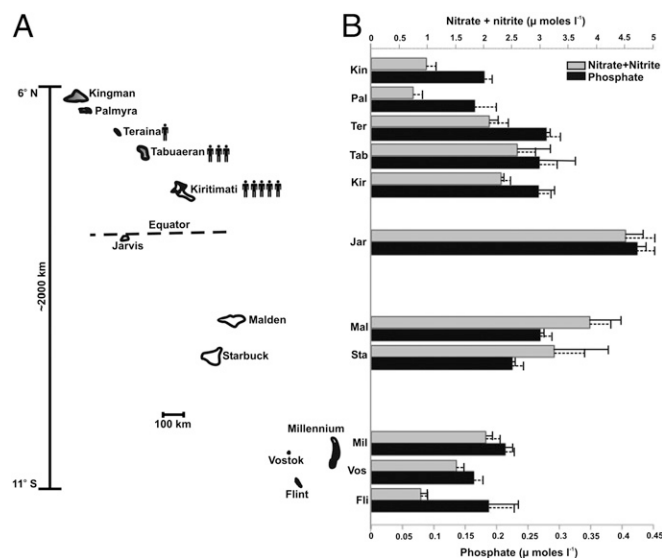 A
6° N
Kingman
Palmyra
Teraina
Tabuaeran
Kiritimati
Equator
Jarvis
~2000 km
Malden
Starbuck
100 km
Millennium
Vostok
Flint
11° S
B
Nitrate + nitrite (µ moles l⁻¹)
0 0.5 1 1.5 2 2.5 3 3.5 4 4.5 5
Nitrate+Nitrite
Phosphate
Kin
Pal
Ter
Tab
Kir
Jar
Mal
Sta
Mil
Vos
Fli
0 0.05 0.1 0.15 0.2 0.25 0.3 0.35 0.4 0.45
Phosphate (µ moles l⁻¹)